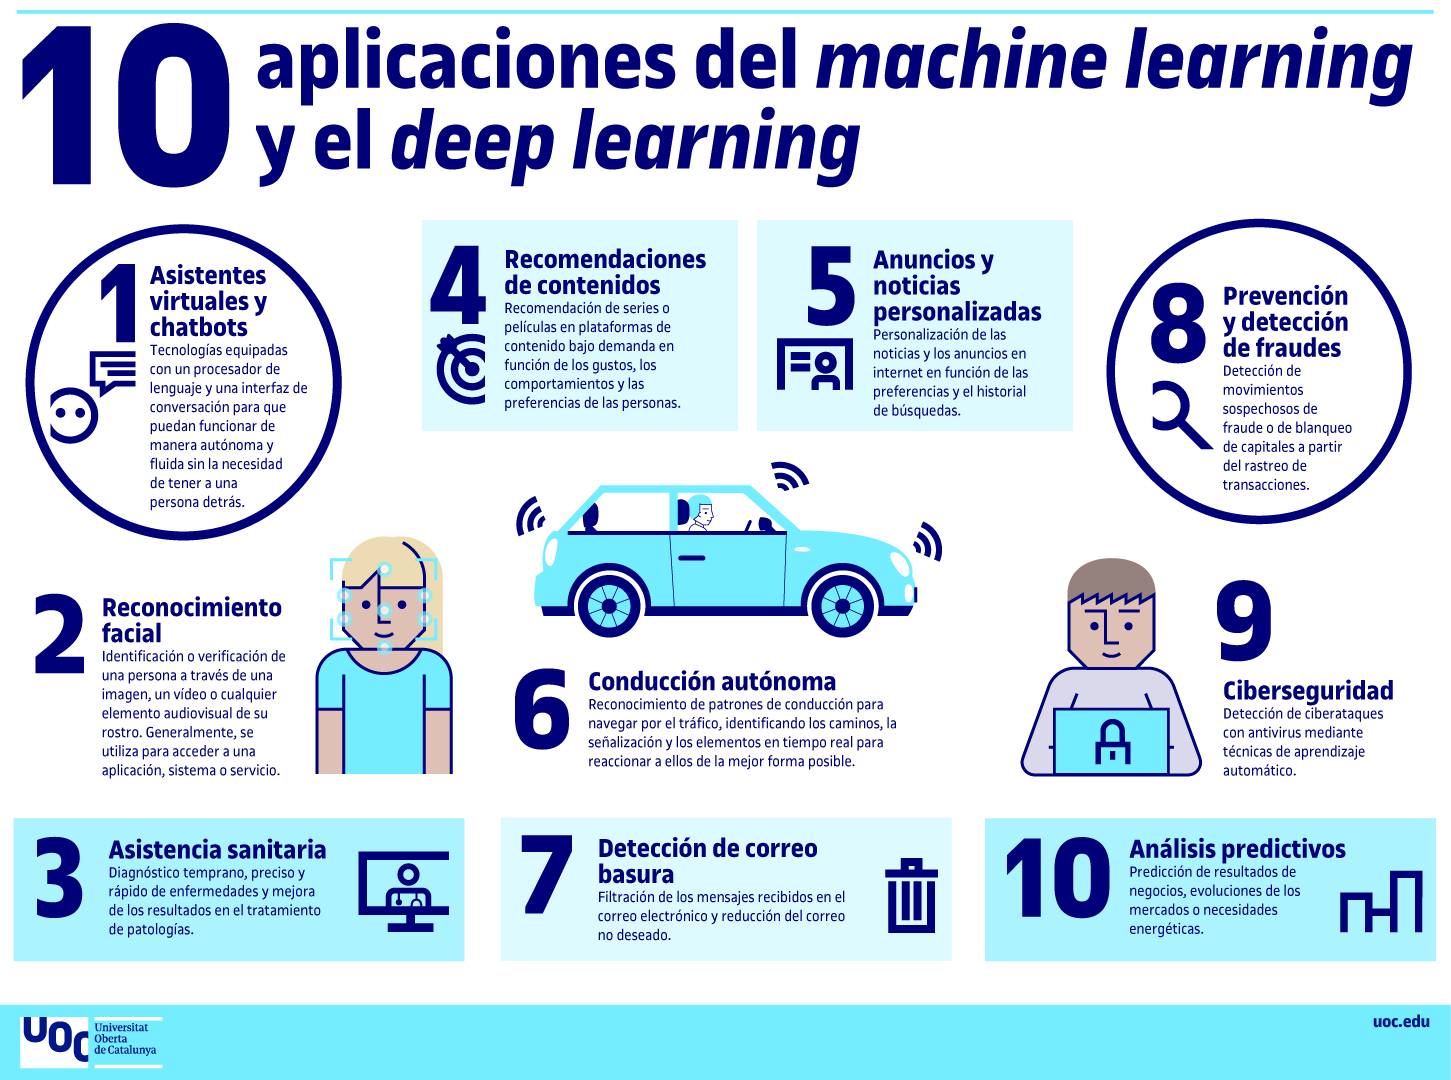 10 aplicaciones del machine learning
y el deep learning
1
Asistentes
virtuales y
chatbots
Tecnologías equipadas
con un procesador de
lenguaje y una interfaz de
conversación para que
puedan funcionar de
manera autónoma y
fluida sin la necesidad
de tener a una
persona detrás.
2
Reconocimiento
facial
Identificación o verificación de
una persona a través de una
imagen, un vídeo o cualquier
elemento audiovisual de su
rostro. Generalmente, se
utiliza para acceder a una
aplicación, sistema o servicio.
3
Asistencia sanitaria
Diagnóstico temprano, preciso y
rápido de enfermedades y mejora
de los resultados en el tratamiento
de patologías.
4
Recomendaciones
de contenidos
Recomendación de series o
películas en plataformas de
contenido bajo demanda en
función de los gustos, los
comportamientos y las
preferencias de las personas.
5
Anuncios y
noticias
personalizadas
Personalización de las
noticias y los anuncios en
internet en función de las
preferencias y el historial
de búsquedas.
6
Conducción autónoma
Reconocimiento de patrones de conducción para
navegar por el tráfico, identificando los caminos, la
señalización y los elementos en tiempo real para
reaccionar a ellos de la mejor forma posible.
7
Detección de correo
basura
Filtración de los mensajes recibidos en el
correo electrónico y reducción del correo
no deseado.
8
Prevención
y detección
de fraudes
Detección de
movimientos
sospechosos de
fraude o de blanqueo
de capitales a partir
del rastreo de
transacciones.
9
Ciberseguridad
Detección de ciberataques
con antivirus mediante
técnicas de aprendizaje
automático.
10
Análisis predictivos
Predicción de resultados de
negocios, evoluciones de los
mercados o necesidades
energéticas.
UOC
Universitat
Oberta
de Catalunya
uoc.edu